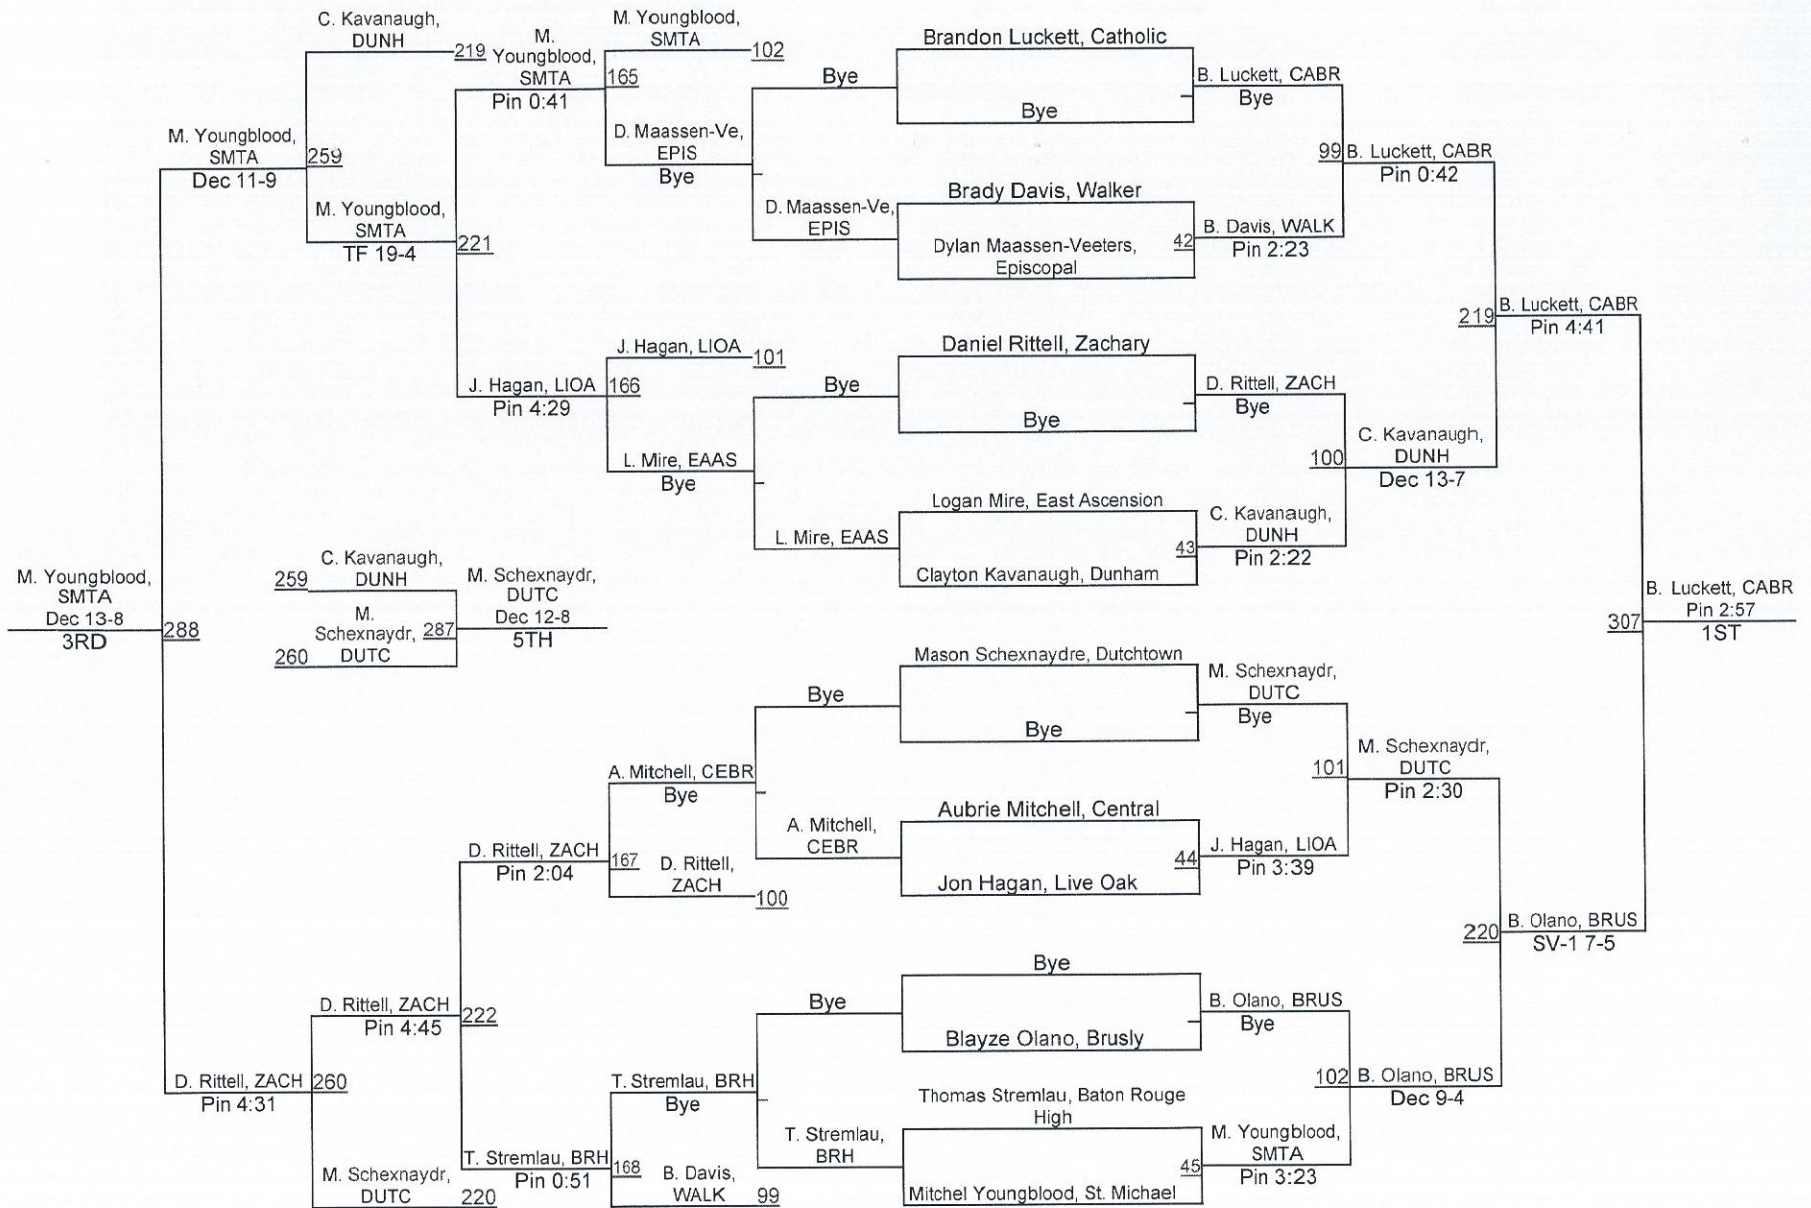 C. Kavanaugh,
DUNH
219
M. Youngblood,
SMTA
259
Dec 11-9
M. Youngblood,
SMTA
221
TF 19-4
M.
Youngblood,
SMTA
165
Pin 0:41
M. Youngblood,
SMTA
102
D. Maassen-Ve,
EPIS
Bye
Bye
D. Maassen-Ve,
EPIS
J. Hagan, LIOA
101
J. Hagan, LIOA
166
Pin 4:29
L. Mire, EAAS
Bye
Bye
L. Mire, EAAS
Brandon Luckett, Catholic
Bye
B. Luckett, CABR
Bye
99
B. Luckett, CABR
Pin 0:42
Brady Davis, Walker
Dylan Maassen-Veeters,
Episcopal
42
B. Davis, WALK
Pin 2:23
219
B. Luckett, CABR
Pin 4:41
Daniel Rittell, Zachary
Bye
D. Rittell, ZACH
Bye
100
C. Kavanaugh,
DUNH
Dec 13-7
Logan Mire, East Ascension
Clayton Kavanaugh, Dunham
43
C. Kavanaugh,
DUNH
Pin 2:22
M. Youngblood,
SMTA
Dec 13-8
3RD
288
C. Kavanaugh,
DUNH
259
M.
Schexnaydr,
DUTC
260
287
M. Schexnaydr,
DUTC
Dec 12-8
5TH
307
B. Luckett, CABR
Pin 2:57
1ST
Mason Schexnaydre, Dutchtown
Bye
M. Schexnaydr,
DUTC
Bye
101
M. Schexnaydr,
DUTC
Pin 2:30
Aubrie Mitchell, Central
Jon Hagan, Live Oak
44
J. Hagan, LIOA
Pin 3:39
Bye
A. Mitchell, CEBR
Bye
A. Mitchell,
CEBR
D. Rittell, ZACH
167
Pin 2:04
D. Rittell,
ZACH
100
220
B. Olano, BRUS
SV-1 7-5
Bye
Blayze Olano, Brusly
B. Olano, BRUS
Bye
102
B. Olano, BRUS
Dec 9-4
Thomas Stremlau, Baton Rouge
High
Mitchel Youngblood, St. Michael
45
M. Youngblood,
SMTA
Pin 3:23
D. Rittell, ZACH
222
Pin 4:45
Bye
D. Rittell, ZACH
260
Pin 4:31
T. Stremlau, BRH
Bye
T. Stremlau,
BRH
T. Stremlau, BRH
168
Pin 0:51
B. Davis,
WALK
99
M. Schexnaydr,
DUTC
220